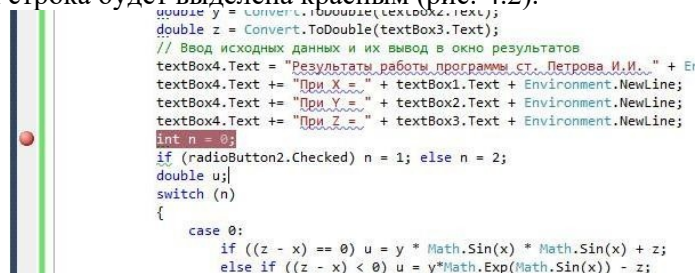 строка будет выделена красным (рис. 4.2).
double y = Convert.ToDouble(textBox2.Text);
double z = Convert.ToDouble(textBox3.Text);
// Ввод исходных данных и их вывод в окно результатов
textBox4.Text = "Результаты работы программы ст. Петрова И.И. " + E
textBox4.Text += "При X = " + textBox1.Text + Environment.NewLine;
textBox4.Text += "При Y = " + textBox2.Text + Environment.NewLine;
textBox4.Text += "При Z = " + textBox3.Text + Environment.NewLine;
int n = 0;
if (radioButton2.Checked) n = 1; else n = 2;
double u;
switch (n)
{
case 0:
if ((z - x) == 0) u = y * Math.Sin(x) * Math.Sin(x) + z;
else if ((z - x) < 0) u = y*Math.Exp(Math.Sin(x)) - z;